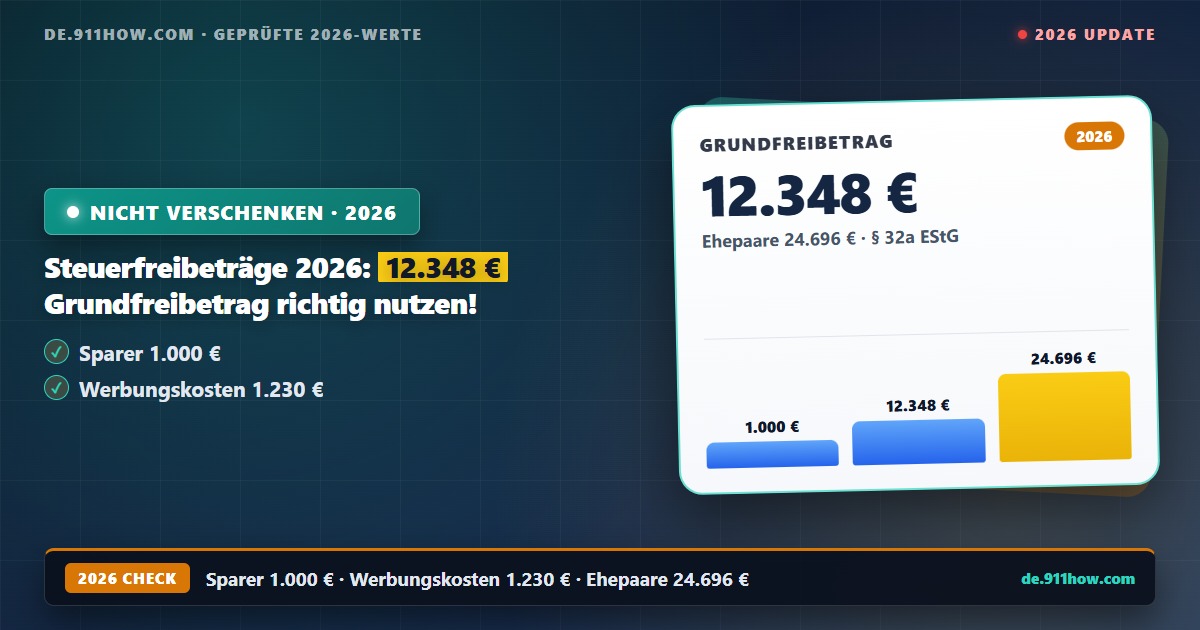 DE.911HOW.COM · GEPRÜFTE 2026-WERTE
2026 UPDATE
NICHT VERSCHENKEN · 2026
Steuerfreibeträge 2026: 12.348 €
Grundfreibetrag richtig nutzen!
✓ Sparer 1.000 €
✓ Werbungskosten 1.230 €
GRUNDFREIBETRAG
2026
12.348 €
Ehepaare 24.696 € · § 32a EStG
1.000 €
12.348 €
24.696 €
2026 CHECK
Sparer 1.000 € · Werbungskosten 1.230 € · Ehepaare 24.696 €
de.911how.com